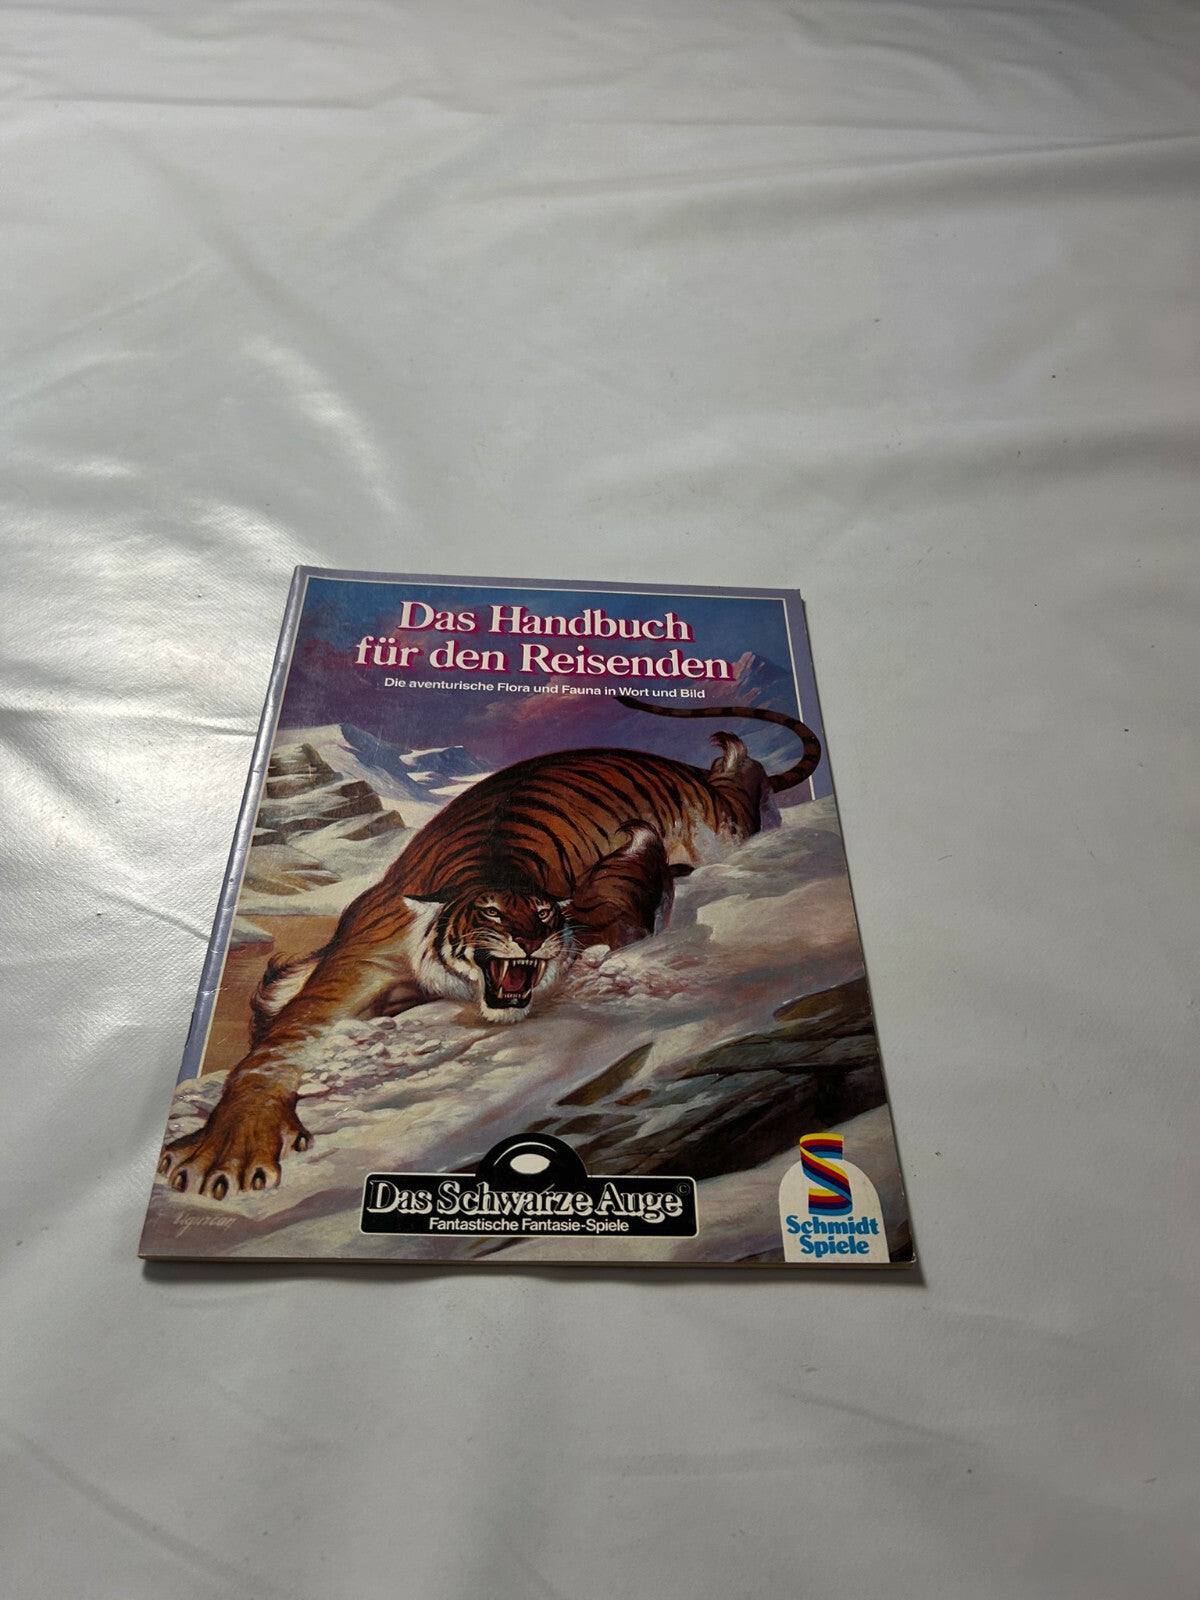 Das Handbuch
für den Reisenden
Die aventurische Flora und Fauna in Wort und Bild
Das Schwarze Auge©
Fantastische Fantasie-Spiele
Schmidt
Spiele